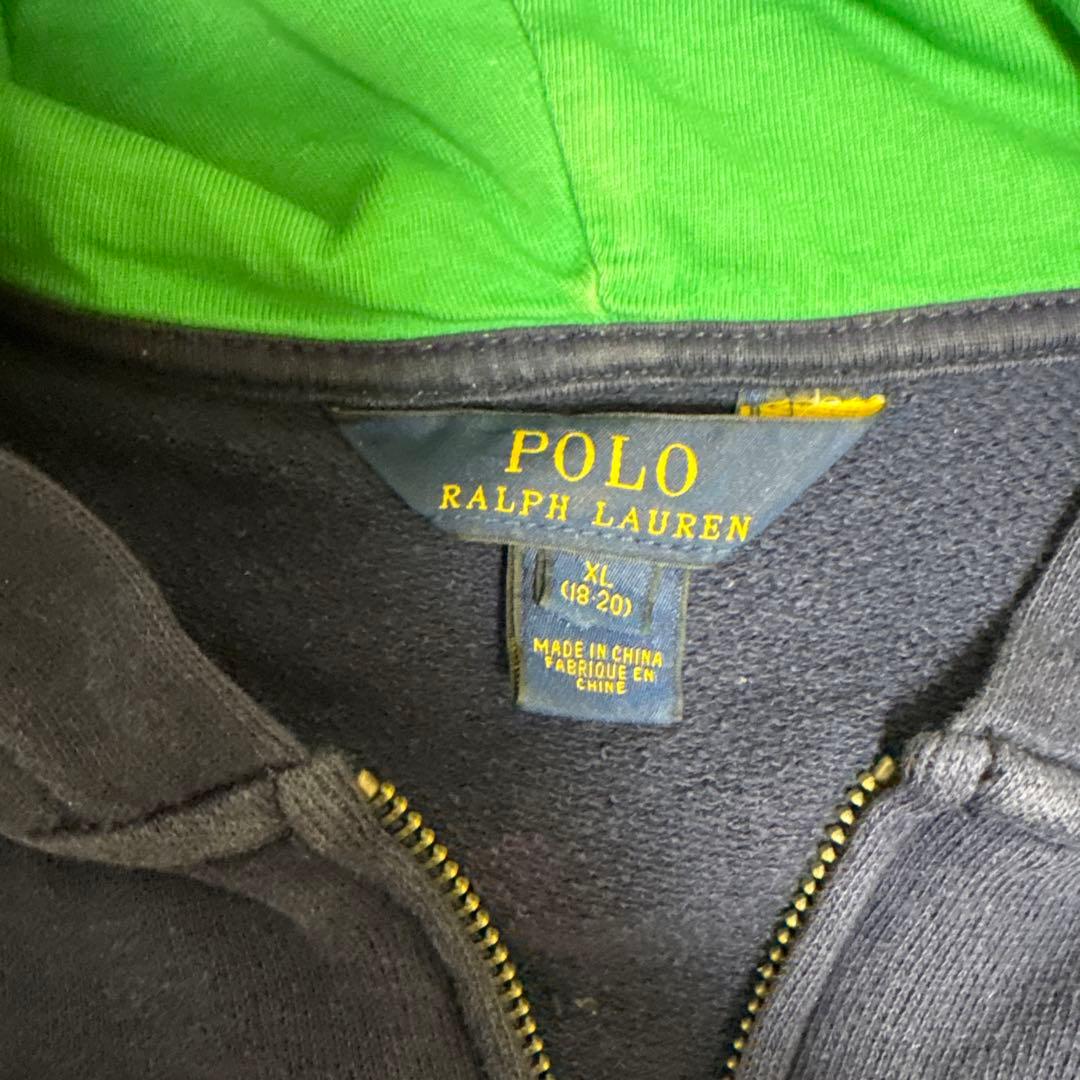 POLO
RALPH LAUREN
XL
(18-20)
MADE IN CHINA
FABRIQUE EN
CHINE